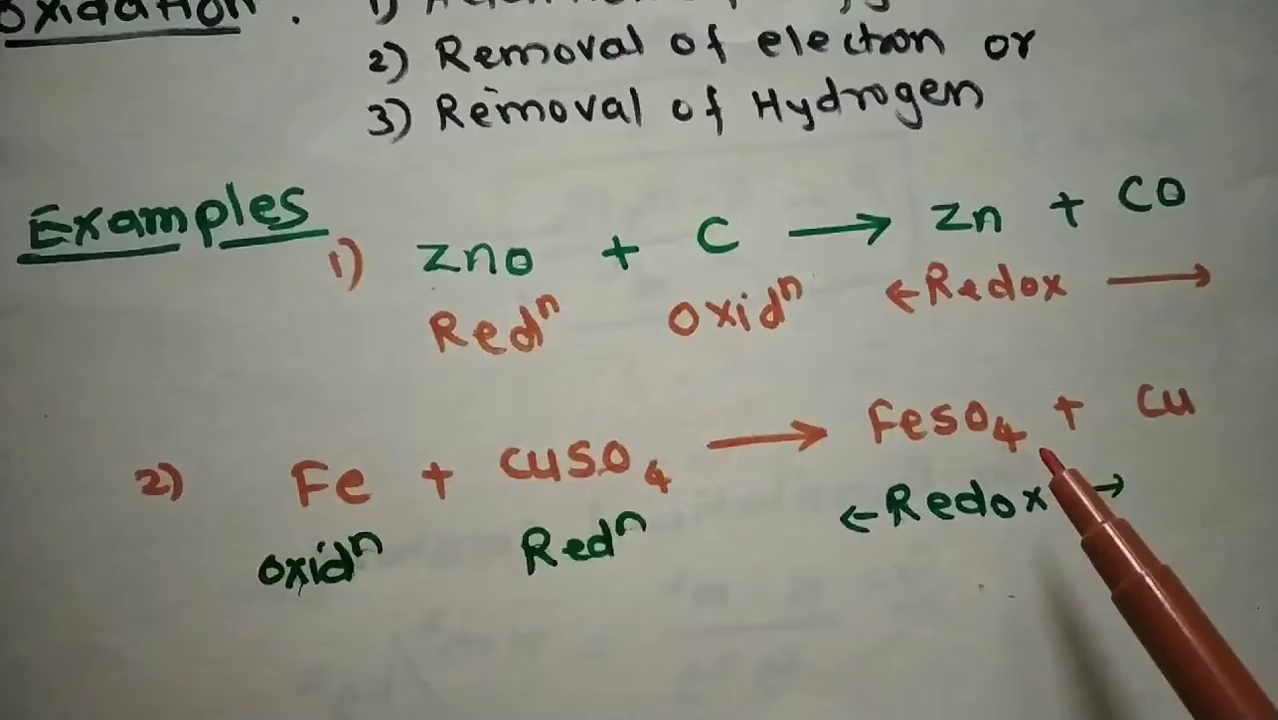 Oxidation :
2) Removal of electron or
3) Removal of Hydrogen
Examples
1) ZnO + C → Zn + CO
Redⁿ Oxidⁿ ←Redox →
2) Fe + CuSO₄ → FeSO₄ + Cu
Oxidⁿ Redⁿ ←Redox→